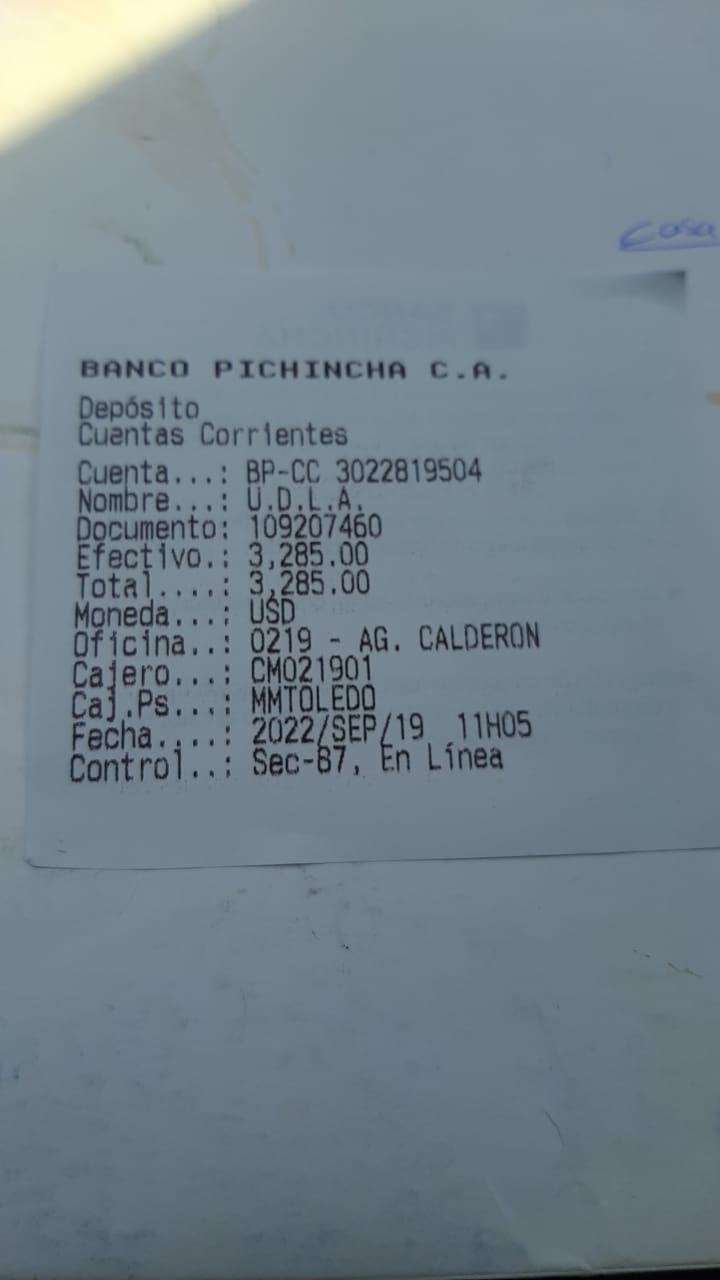 casa
BANCO PICHINCHA C.A.
Depósito
Cuentas Corrientes
Cuenta...: BP-CC 3022819504
Nombre...: U.D.L.A.
Documento: 109207460
Efectivo.: 3,285.00
Total....: 3,285.00
Moneda...: USD
Oficina..: 0219 - AG. CALDERON
Cajero...: CM021901
Caj.Ps...: MMTOLEDO
Fecha....: 2022/SEP/19 11H05
Control..: Sec-87, En Línea